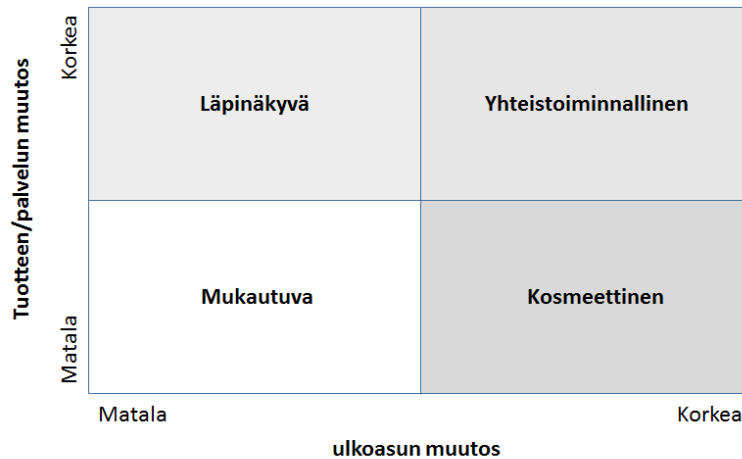 Tuotteen/palvelun muutos
Korkea
Matala
Läpinäkyvä
Yhteistoiminnallinen
Mukautuva
Kosmeettinen
Matala
Korkea
ulkoasun muutos